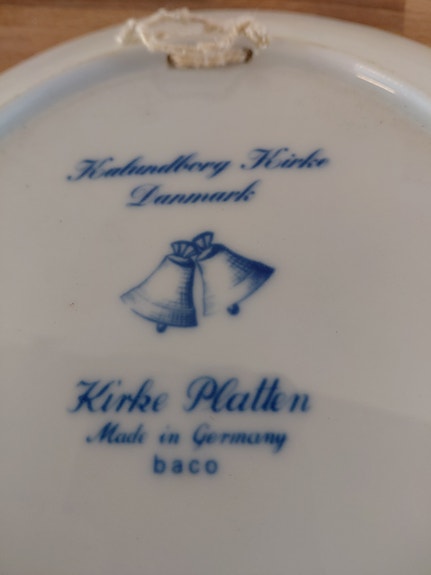 Kalundborg Kirke
Danmark
Kirke Platten
Made in Germany
baco